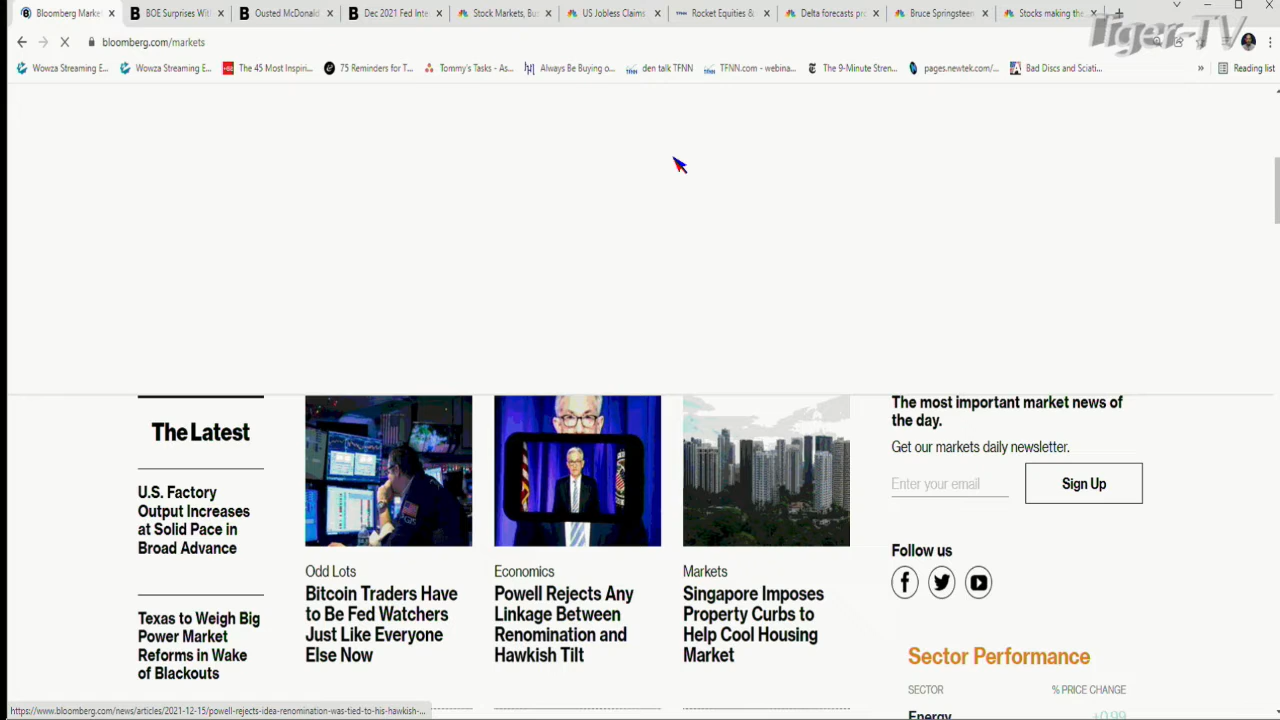 Bloomberg Marke
BOE Surprises Wit
Ousted McDonald
Dec 2021 Fed Inte
Stock Markets, Bus
US Jobless Claims
Rocket Equities &
Delta forecasts pro
Bruce Springsteen
Stocks making the
Tiger-TV
bloomberg.com/markets
Wowza Streaming E...
Wowza Streaming E...
The 45 Most Inspiri...
75 Reminders for T...
Tommy's Tasks - As...
Always Be Buying o...
den talk TFNN
TFNN.com - webina...
The 9-Minute Stren...
pages.newtek.com/...
Bad Discs and Sciati...
»
Reading list
The Latest
U.S. Factory
Output Increases
at Solid Pace in
Broad Advance
Texas to Weigh Big
Power Market
Reforms in Wake
of Blackouts
Odd Lots
Bitcoin Traders Have
to Be Fed Watchers
Just Like Everyone
Else Now
Economics
Powell Rejects Any
Linkage Between
Renomination and
Hawkish Tilt
Markets
Singapore Imposes
Property Curbs to
Help Cool Housing
Market
The most important market news of
the day.
Get our markets daily newsletter.
Enter your email
Sign Up
Follow us
Sector Performance
SECTOR
% PRICE CHANGE
Energy
+0.99
https://www.bloomberg.com/news/articles/2021-12-15/powell-rejects-idea-renomination-was-tied-to-his-hawkish-...